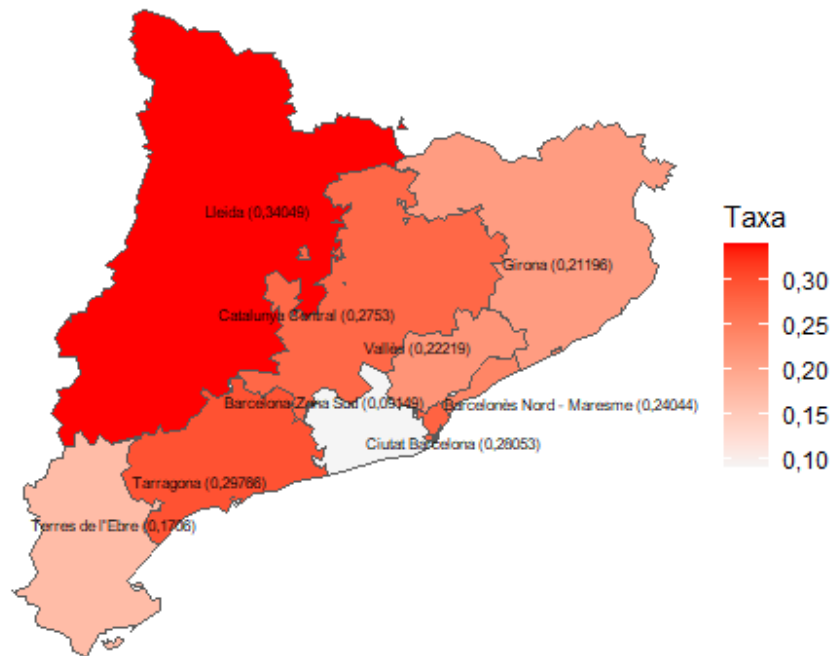 Taxa
Lleida (0,34049)
Girona (0,21196)
0,30
Catalunya Central (0,2753)
0,25
Vallès (0,22219)
0,20
Barcelona Zona Sud (0,09149)
Barcelonès Nord - Maresme (0,24044)
0,15
Ciutat Barcelona (0,28053)
0,10
Tarragona (0,29766)
Terres de l"Ebre (0,1706)